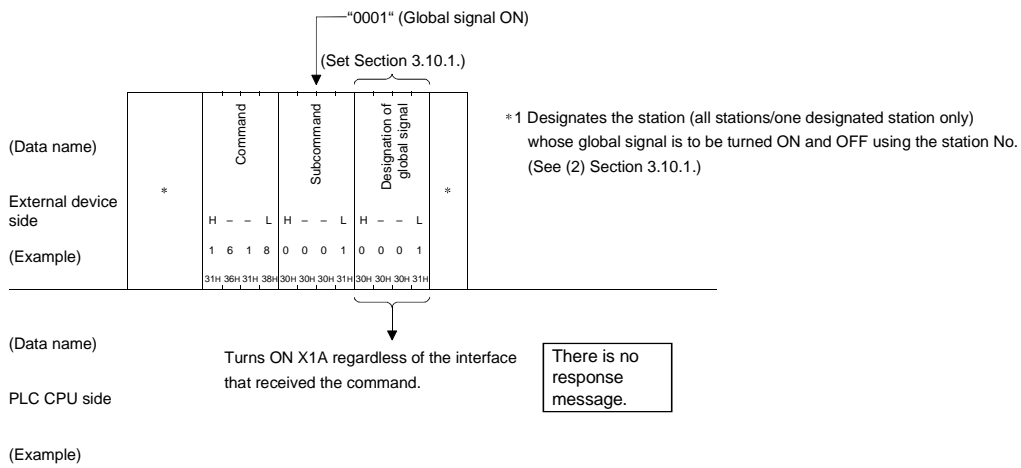 “0001“ (Global signal ON)
(Set Section 3.10.1.)
(Data name)
External device
side
(Example)
*
Command
Subcommand
Designation of
global signal
*
H – – L H – – L H – – L
1 6 1 8 0 0 0 1 0 0 0 1
31H 36H 31H 38H 30H 30H 30H 31H 30H 30H 30H 31H
*1 Designates the station (all stations/one designated station only)
whose global signal is to be turned ON and OFF using the station No.
(See (2) Section 3.10.1.)
(Data name)
PLC CPU side
(Example)
Turns ON X1A regardless of the interface
that received the command.
There is no
response
message.